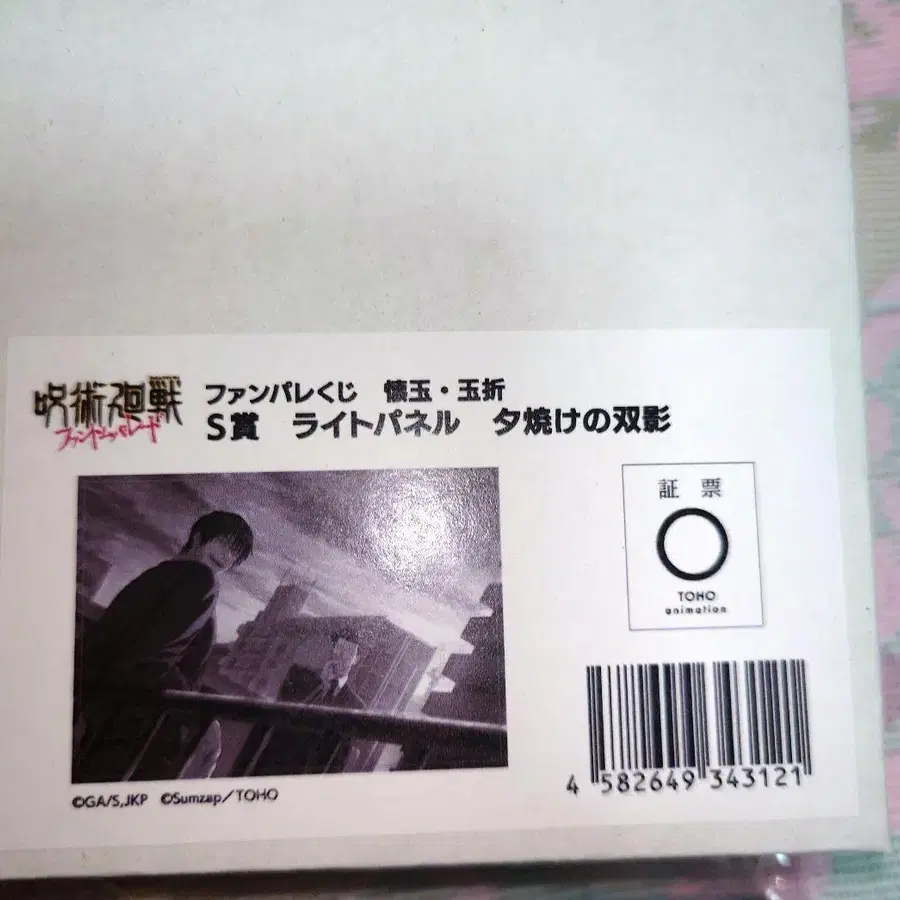 呪術廻戦
ファントムパレード
ファンパレくじ　懐玉・玉折
S賞　ライトパネル　夕焼けの双影
証 票
TOHO
animation
4 582649 343121
©GA/S,JKP ©Sumzap/TOHO